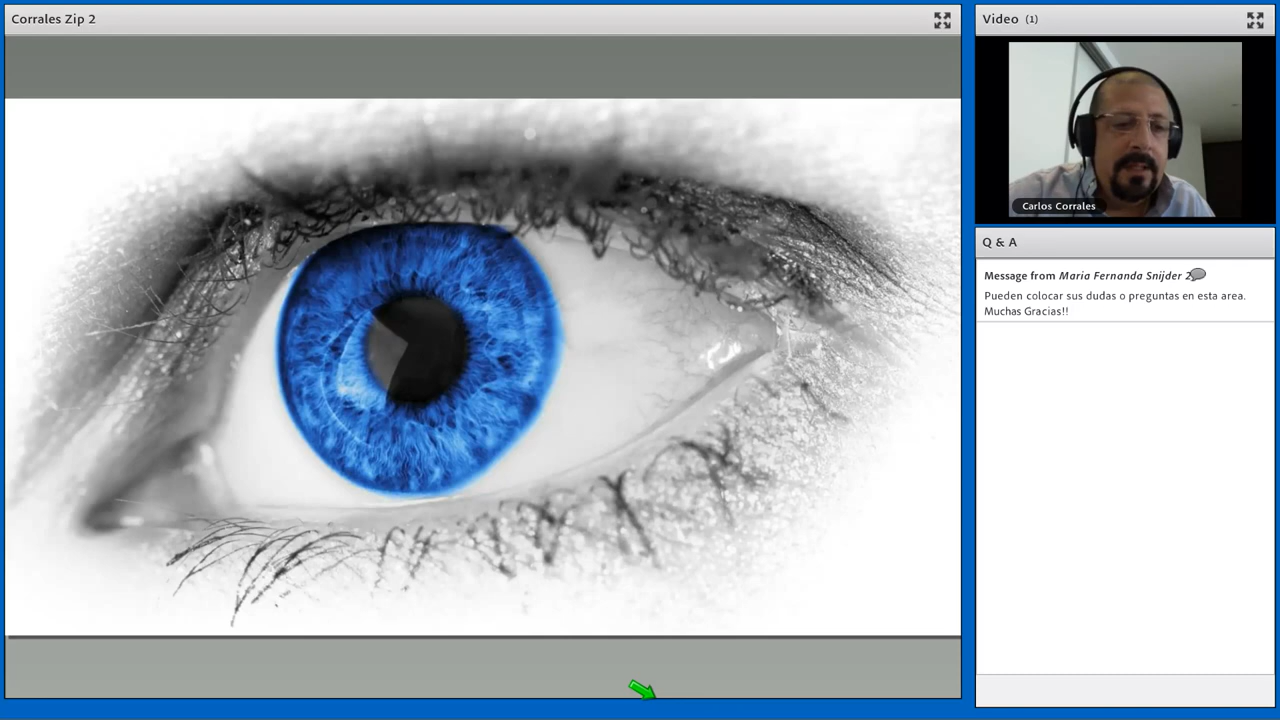 Corrales Zip 2
Video (1)
Carlos Corrales
Q & A
Message from Maria Fernanda Snijder 2
Pueden colocar sus dudas o preguntas en esta area.
Muchas Gracias!!